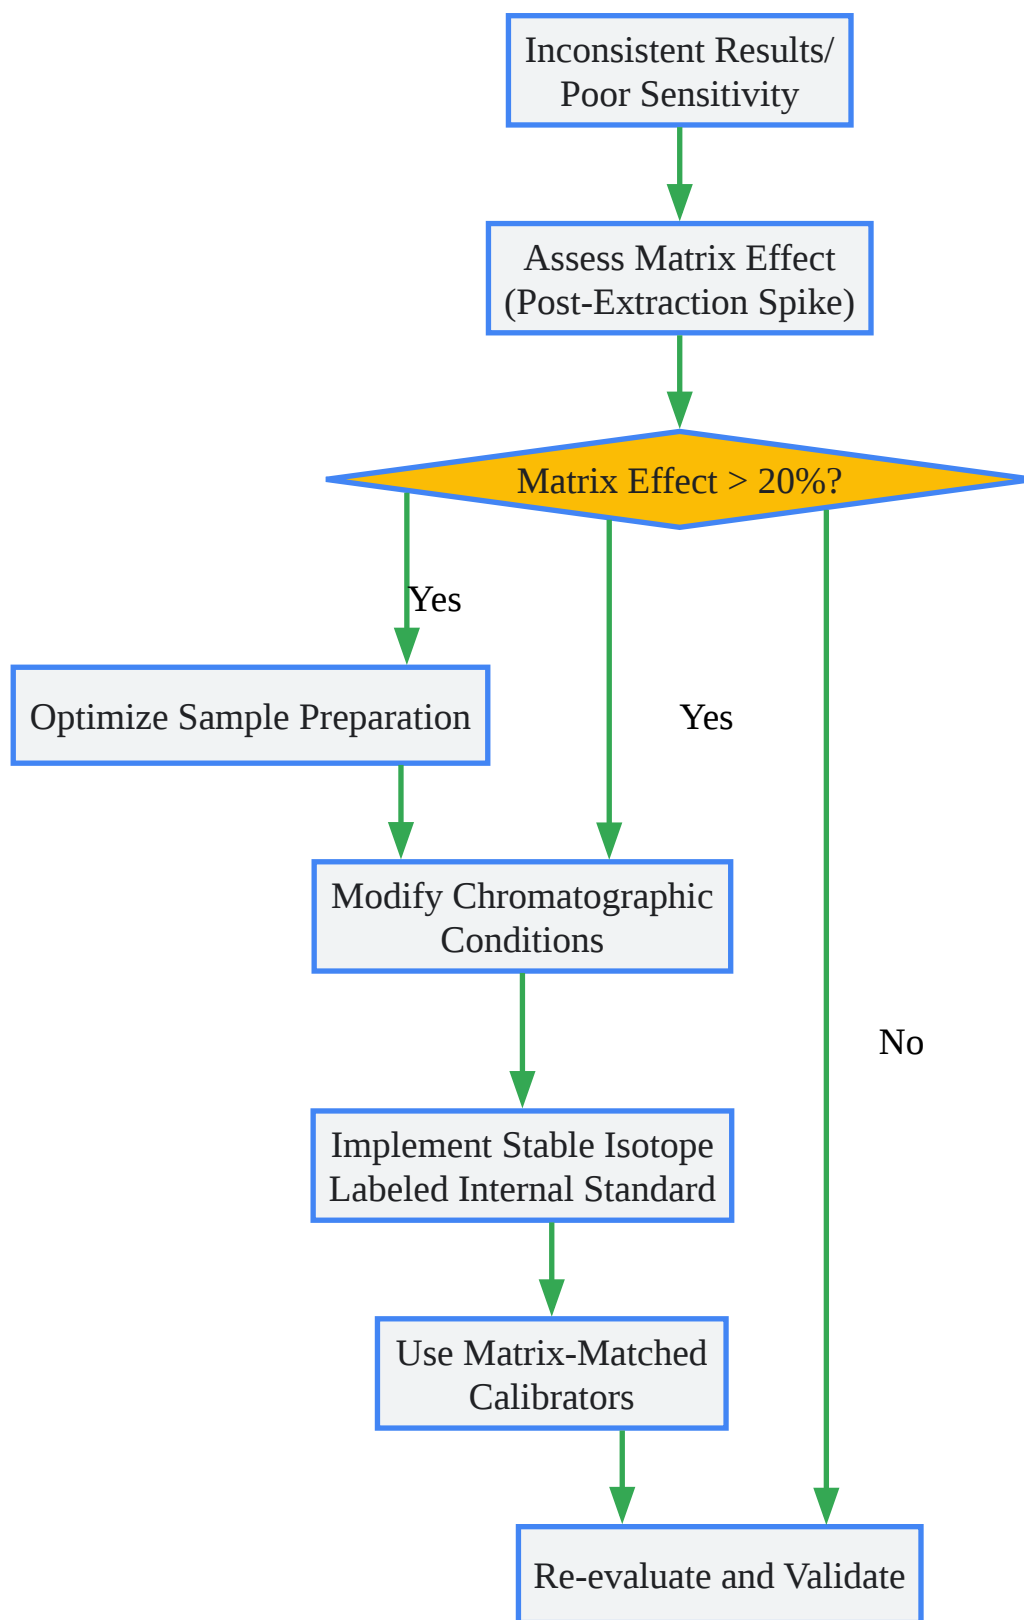 Inconsistent Results/
Poor Sensitivity
Assess Matrix Effect
(Post-Extraction Spike)
Matrix Effect > 20%?
Yes
Optimize Sample Preparation
Yes
Modify Chromatographic
Conditions
No
Implement Stable Isotope
Labeled Internal Standard
Use Matrix-Matched
Calibrators
Re-evaluate and Validate